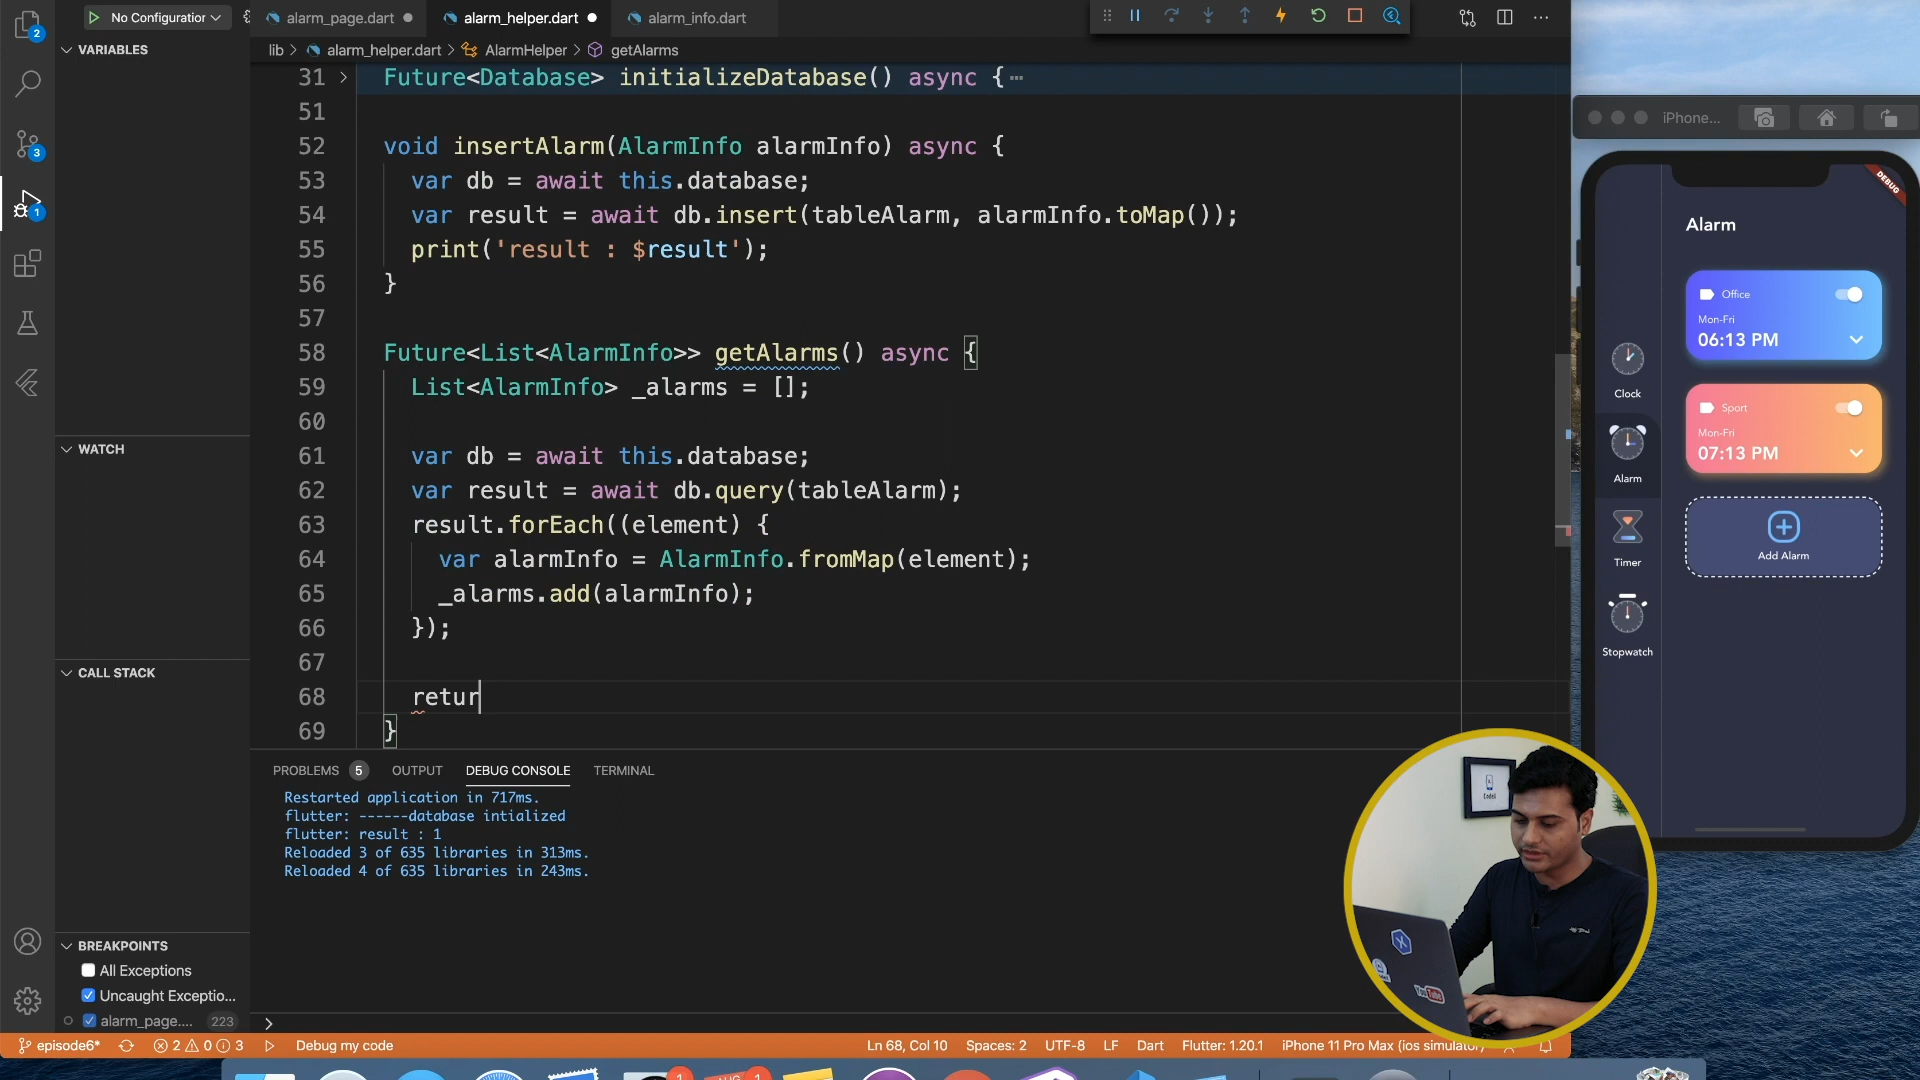 2
No Configuration
alarm_page.dart
alarm_helper.dart
alarm_info.dart
VARIABLES
lib > alarm_helper.dart > AlarmHelper > getAlarms
31 Future<Database> initializeDatabase() async {…
51
52 void insertAlarm(AlarmInfo alarmInfo) async {
53 var db = await this.database;
54 var result = await db.insert(tableAlarm, alarmInfo.toMap());
55 print('result : $result');
56 }
57
58 Future<List<AlarmInfo>> getAlarms() async {
59 List<AlarmInfo> _alarms = [];
60
61 var db = await this.database;
62 var result = await db.query(tableAlarm);
63 result.forEach((element) {
64 var alarmInfo = AlarmInfo.fromMap(element);
65 _alarms.add(alarmInfo);
66 });
67
68 retur
69 }
3
1
WATCH
CALL STACK
BREAKPOINTS
All Exceptions
Uncaught Exceptio...
alarm_page.... 223
PROBLEMS 5 OUTPUT DEBUG CONSOLE TERMINAL
Restarted application in 717ms.
flutter: ------database intialized
flutter: result : 1
Reloaded 3 of 635 libraries in 313ms.
Reloaded 4 of 635 libraries in 243ms.
>
episode6* 2 0 3 Debug my code Ln 68, Col 10 Spaces: 2 UTF-8 LF Dart Flutter: 1.20.1 iPhone 11 Pro Max (ios simulator)
iPhone...
DEBUG
Alarm
Office
Mon-Fri
06:13 PM
Sport
Mon-Fri
07:13 PM
Add Alarm
Clock
Alarm
Timer
Stopwatch
CodeX
YouTube
1
AUG 1